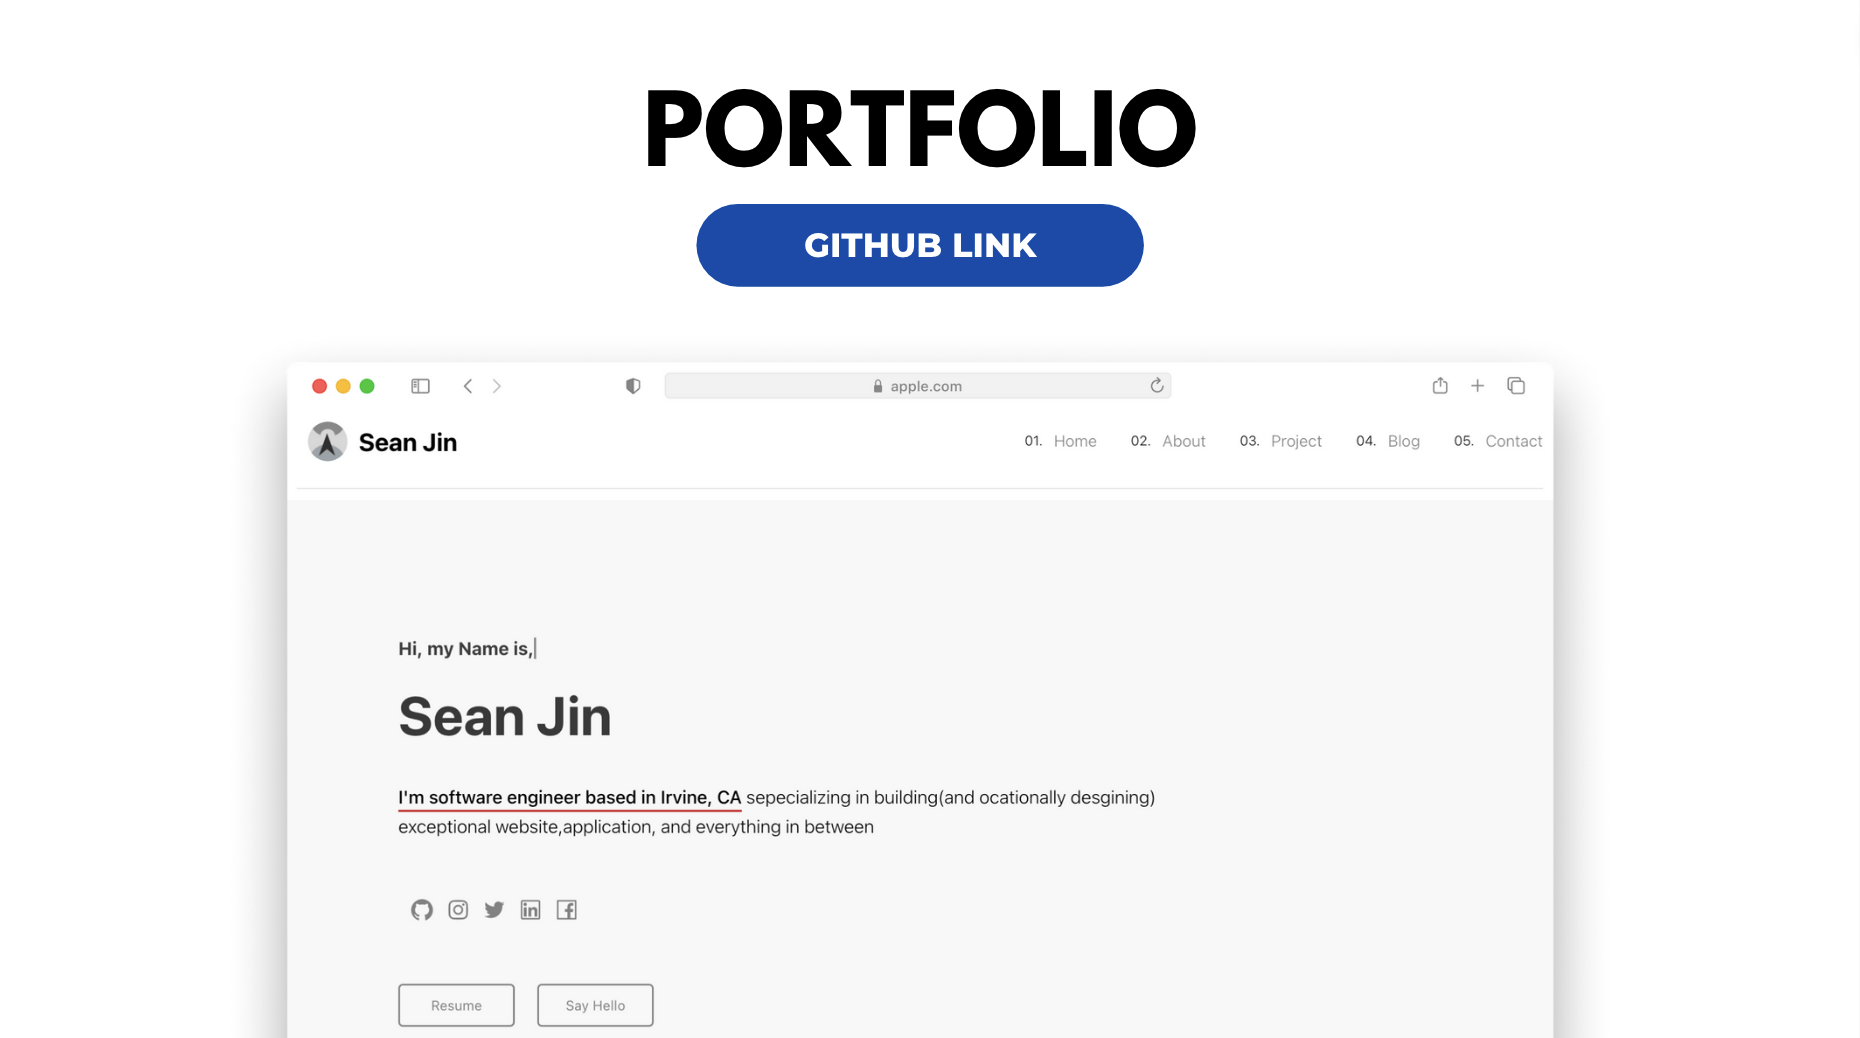 PORTFOLIO
GITHUB LINK
apple.com
Sean Jin
01. Home 02. About 03. Project 04. Blog 05. Contact
Hi, my Name is,
Sean Jin
I'm software engineer based in Irvine, CA sepecializing in building(and ocationally desgining)
exceptional website,application, and everything in between
Resume
Say Hello